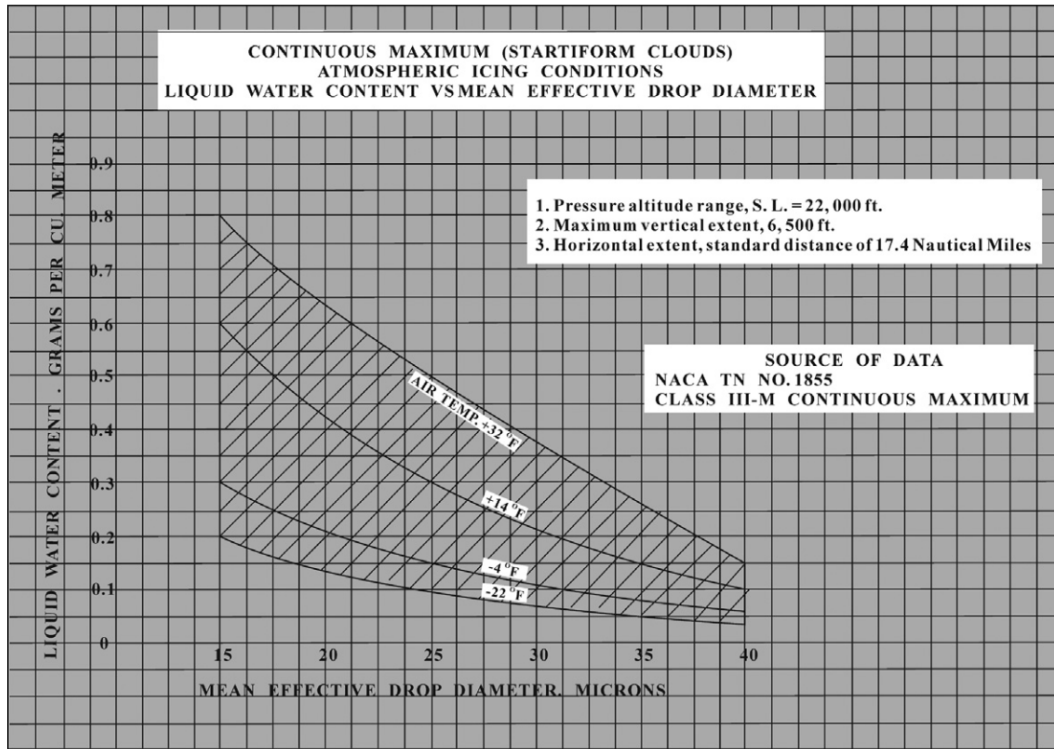 CONTINUOUS MAXIMUM (STARTIFORM CLOUDS)
ATMOSPHERIC ICING CONDITIONS
LIQUID WATER CONTENT VS MEAN EFFECTIVE DROP DIAMETER
1. Pressure altitude range, S. L. = 22, 000 ft.
2. Maximum vertical extent, 6, 500 ft.
3. Horizontal extent, standard distance of 17.4 Nautical Miles
SOURCE OF DATA
NACA TN NO. 1855
CLASS III-M CONTINUOUS MAXIMUM
LIQUID WATER CONTENT . GRAMS PER CU. METER
0.9
0.8
0.7
0.6
0.5
0.4
0.3
0.2
0.1
0
AIR TEMP. +32 °F
+14 °F
-4 °F
-22 °F
15 20 25 30 35 40
MEAN EFFECTIVE DROP DIAMETER. MICRONS